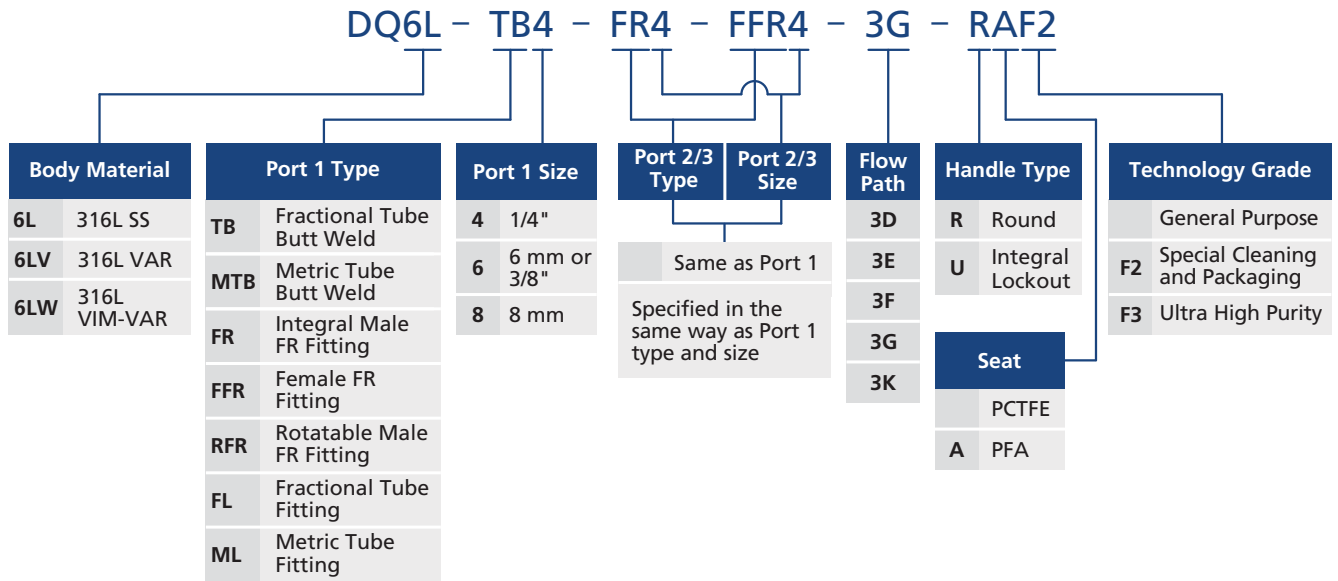 DQ6L – TB4 – FR4 – FFR4 – 3G – RAF2
Body Material
6L 316L SS
6LV 316L VAR
6LW 316L
VIM-VAR
Port 1 Type
TB Fractional Tube
Butt Weld
MTB Metric Tube
Butt Weld
FR Integral Male
FR Fitting
FFR Female FR
Fitting
RFR Rotatable Male
FR Fitting
FL Fractional Tube
Fitting
ML Metric Tube
Fitting
Port 1 Size
4 1/4"
6 6 mm or
3/8"
8 8 mm
Port 2/3
Type
Port 2/3
Size
Same as Port 1
Specified in the
same way as Port 1
type and size
Flow
Path
3D
3E
3F
3G
3K
Handle Type
R Round
U Integral
Lockout
Seat
PCTFE
A PFA
Technology Grade
General Purpose
F2 Special Cleaning
and Packaging
F3 Ultra High Purity